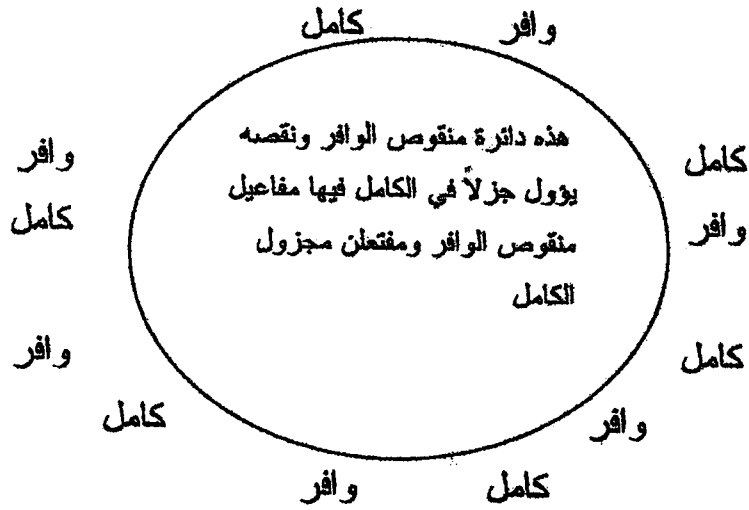 وافر
كامل
هذه دائرة منقوص الوافر ونقصه
يؤول جزلاً في الكامل فيها مفاعيل
منقوص الوافر ومفتعلن مجزول
الكامل
كامل
وافر
وافر
كامل
كامل
وافر
وافر
كامل
كامل
وافر